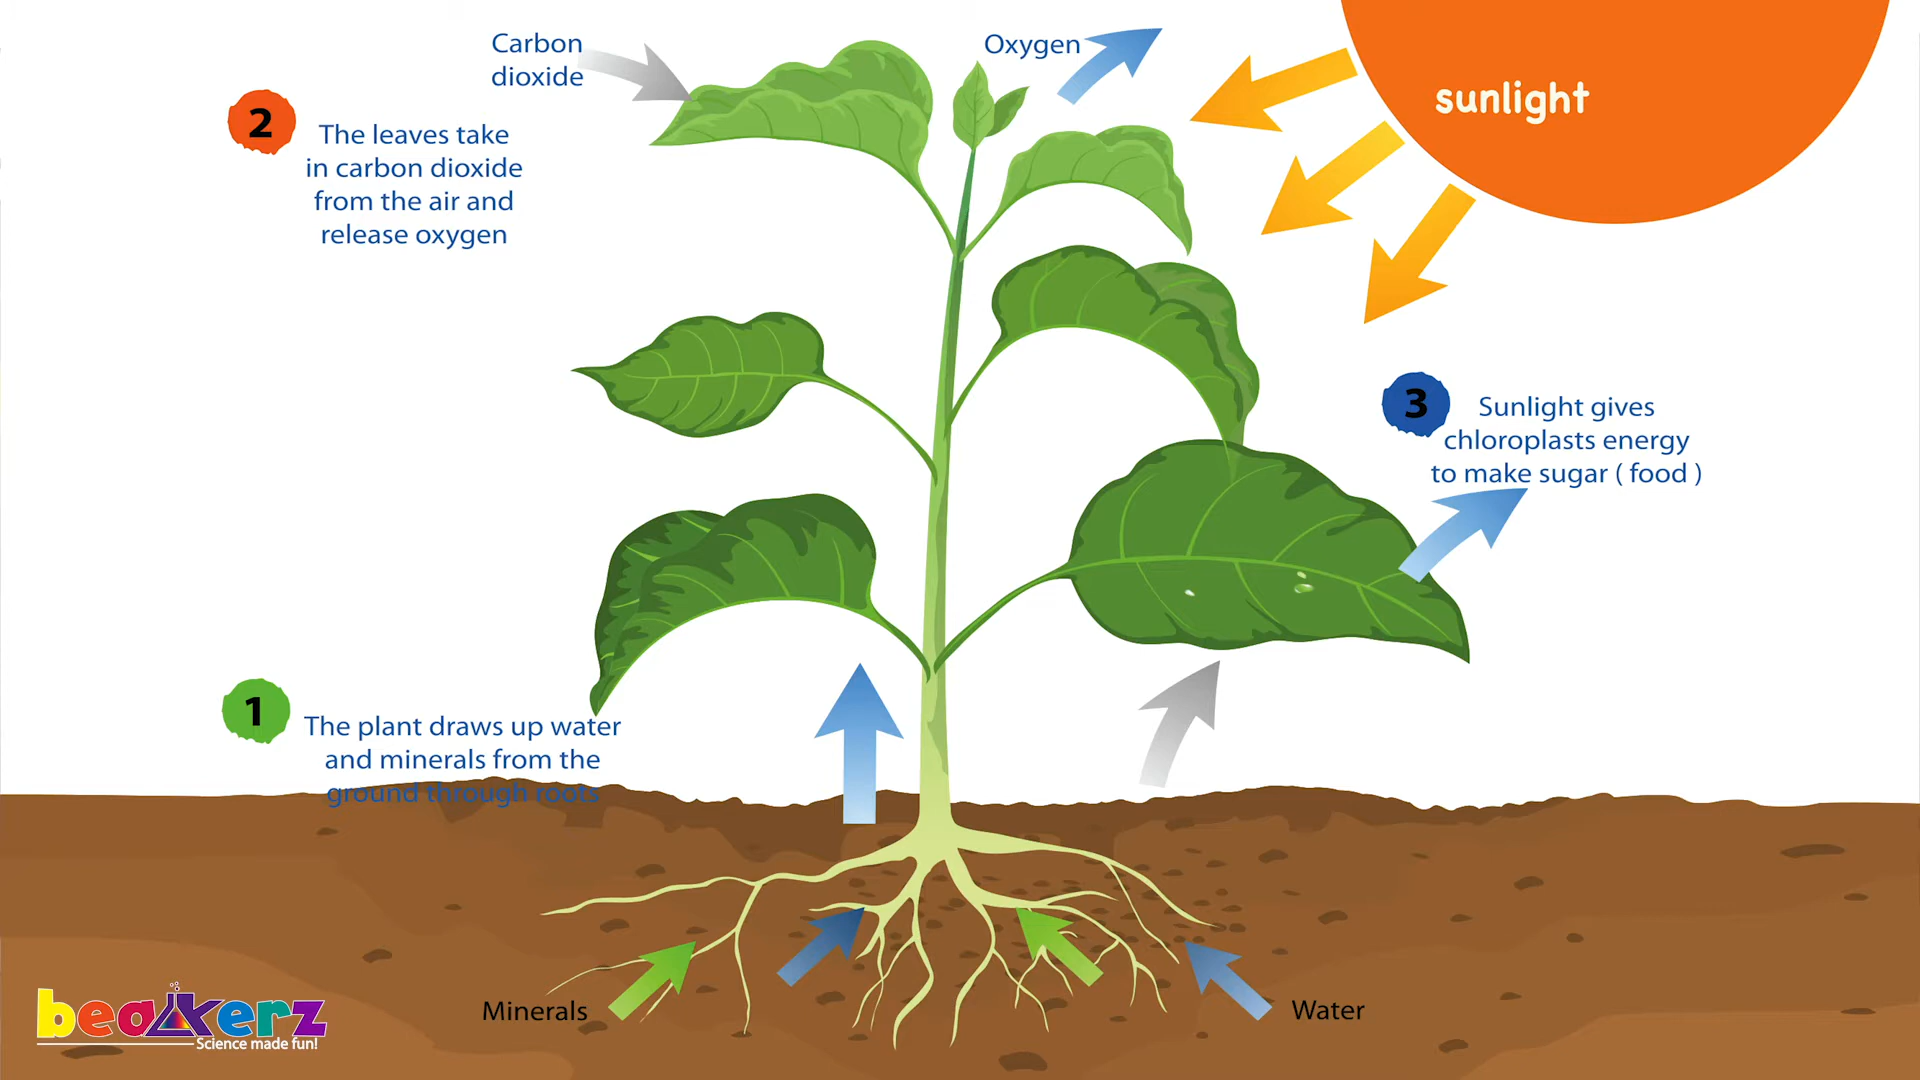 Carbon
dioxide
Oxygen
sunlight
2
The leaves take
in carbon dioxide
from the air and
release oxygen
3
Sunlight gives
chloroplasts energy
to make sugar ( food )
1
The plant draws up water
and minerals from the
ground through roots
Minerals
Water
beakerz
Science made fun!